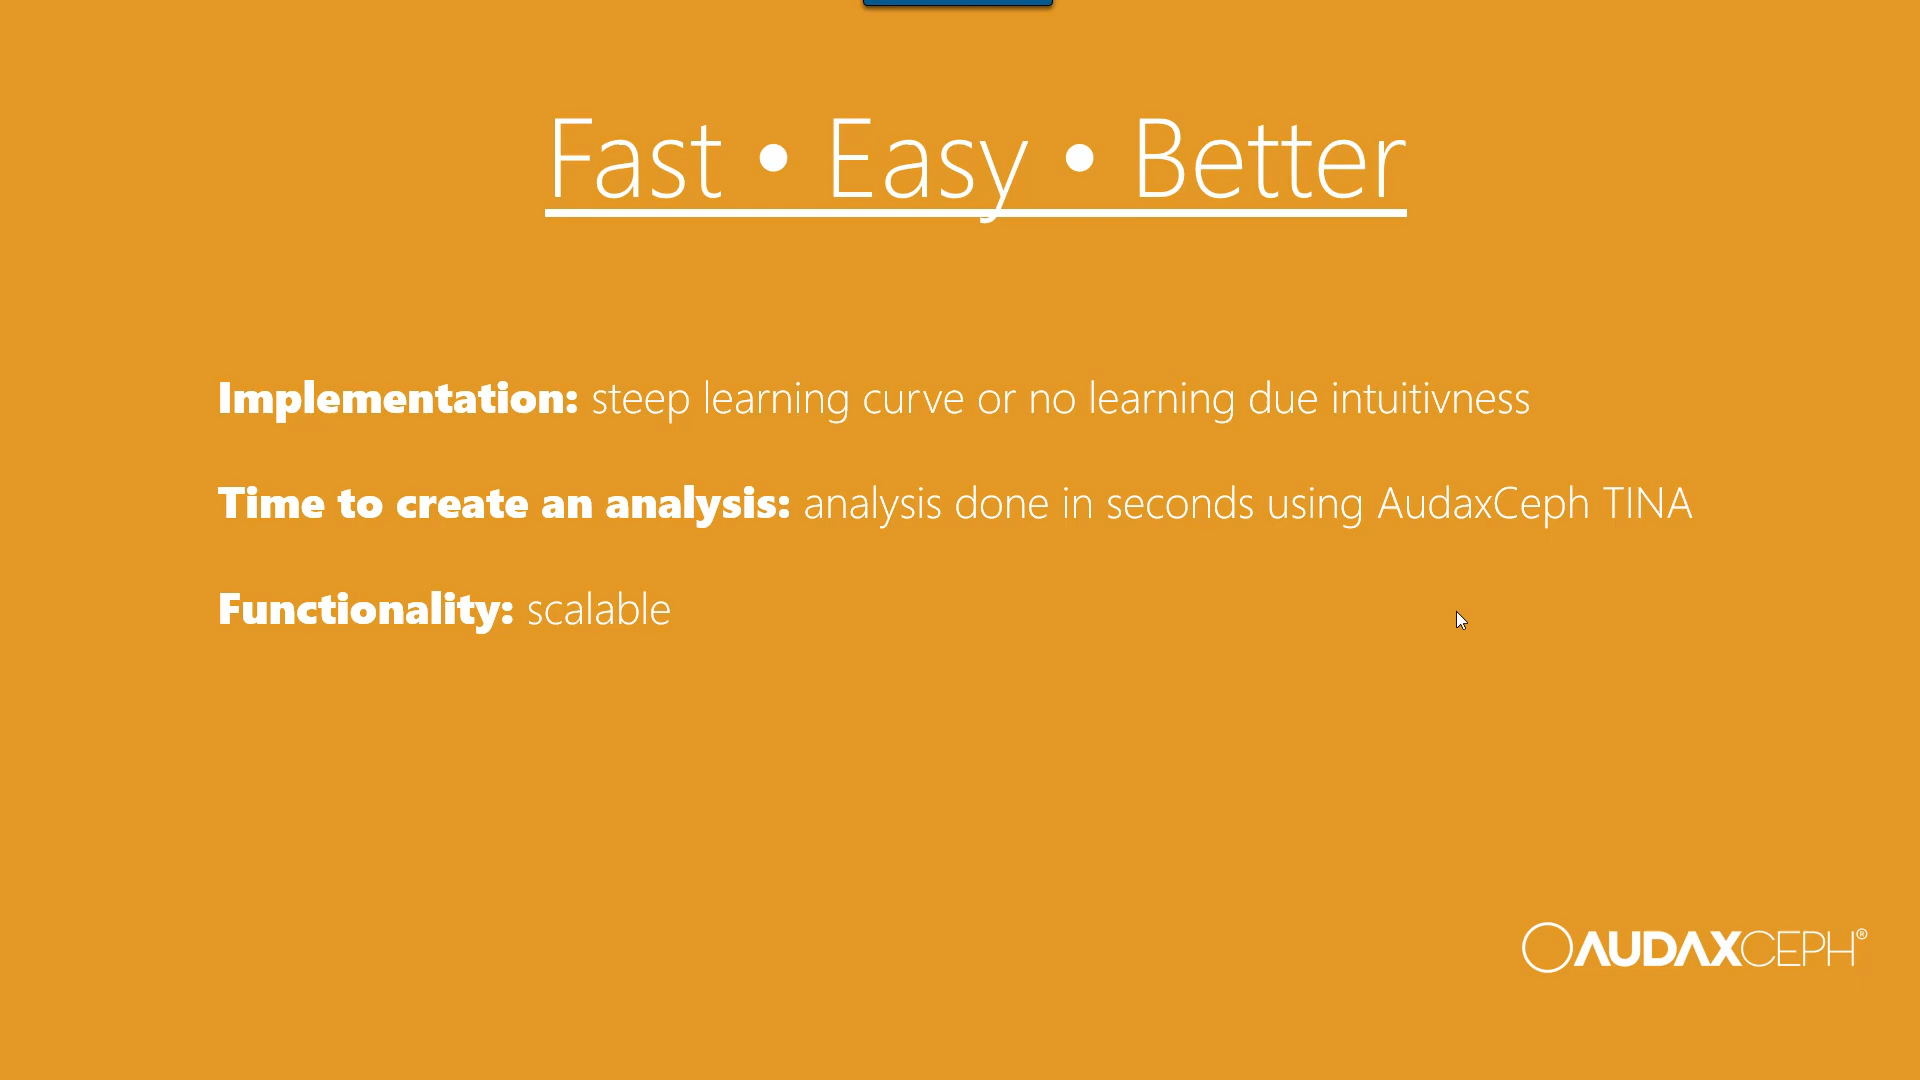 Fast • Easy • Better
Implementation: steep learning curve or no learning due intuitivness
Time to create an analysis: analysis done in seconds using AudaxCeph TINA
Functionality: scalable
AUDAXCEPH®